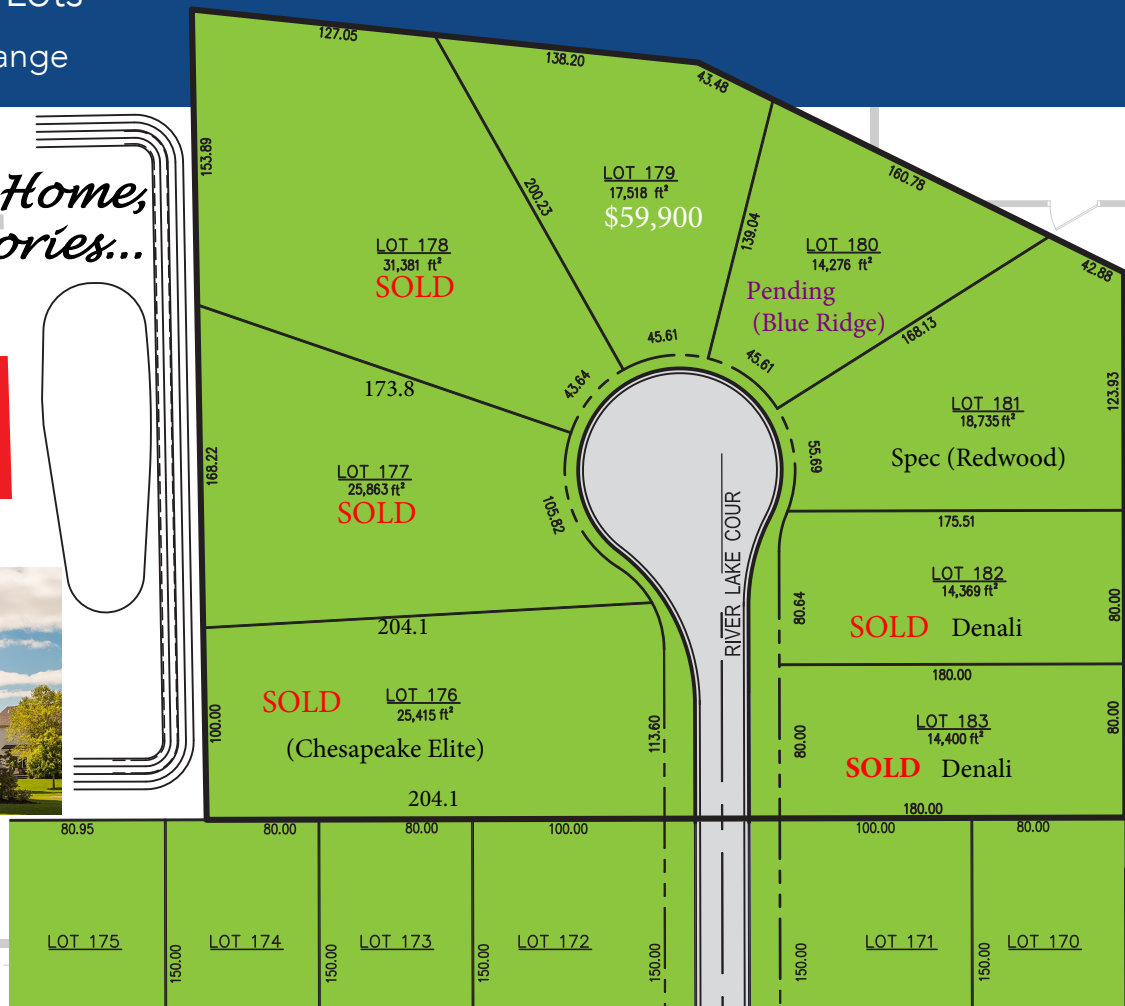 Lots
ange
Home,
ories...
127.05
138.20
43.48
160.78
42.88
153.89
200.23
139.04
168.13
123.93
LOT 178
31,381 ft²
SOLD
LOT 179
17,518 ft²
$59,900
LOT 180
14,276 ft²
Pending
(Blue Ridge)
45.61
45.61
43.64
173.8
LOT 181
18,735 ft²
Spec (Redwood)
55.69
168.22
LOT 177
25,863 ft²
SOLD
105.82
175.51
RIVER LAKE COUR
LOT 182
14,369 ft²
SOLD Denali
80.64
80.00
204.1
180.00
LOT 176
25,415 ft²
SOLD
(Chesapeake Elite)
100.00
113.60
204.1
LOT 183
14,400 ft²
SOLD Denali
80.00
80.00
180.00
80.95
80.00
80.00
100.00
100.00
80.00
LOT 175
LOT 174
LOT 173
LOT 172
LOT 171
LOT 170
150.00
150.00
150.00
150.00
150.00
150.00